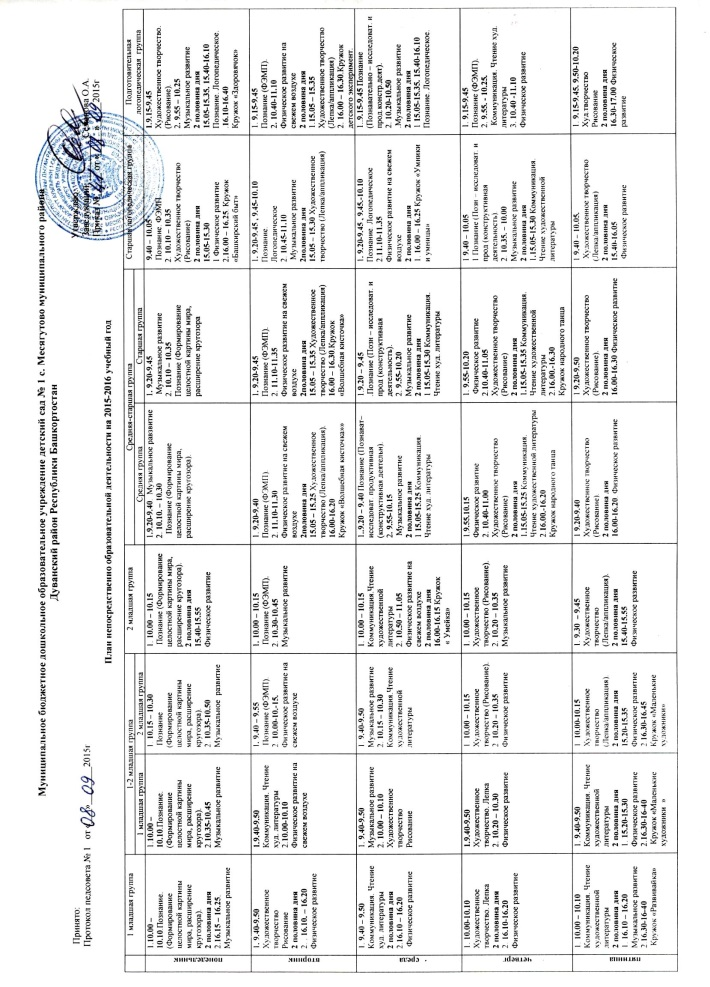 Муниципальное бюджетное дошкольное образовательное учреждение детский сад № 1 с. Месягутово муниципального района
Дуванский район Республики Башкортостан
Принято:
Протокол педсовета № 1 от « 08 » 09 2015г
Утверждаю:
О.А.
2015г
План непосредственно образовательной деятельности на 2015-2016 учебный год
1 младшая группа
1-2 младшая группа
1 младшая группа
2 младшая группа
2 младшая группа
Средняя-старшая группа
Средняя группа
Старшая группа
Старшая логопедическая группа
Подготовительная
логопедическая группа
понедельник
1.10.00 –
10.10 Познание.
(Формирование
целостной картины
мира, расширение
кругозора).
2 половина дня
2. 16.15 – 16.25.
Музыкальное развитие
1.10.00 –
10.10 Познание.
(Формирование
целостной картины
мира, расширение
кругозора).
2.10.35-10.45
Музыкальное развитие
1. 10.15 – 10.30
Познание
(Формирование
целостной картины
мира, расширение
кругозора).
2. 10.35-10.50
Музыкальное развитие
1. 10.00 – 10.15
Познание (Формирование
целостной картины мира,
расширение кругозора).
2 половина дня
15.40-15.55
Физическое развитие
1.9.20-9.40 Музыкальное развитие
2. 10.10. – 10.30
Познание (Формирование
целостной картины мира,
расширение кругозора).
1. 9.20-9.45
Музыкальное развитие
2. 10.10 – 10.35
Познание (Формирование
целостной картины мира,
расширение кругозора
9.40 – 10.05
Познание. ФЭМП.
2. 10.10 – 10.35
Художественное творчество
(Рисование)
2 половина дня
15.05-15.30
1. Физическое развитие
2.16.00 – 16.25. Кружок
«Башкирский быт»
1. 9.15-9.45
Художественное творчество.
(Рисование).
2. 9.55 – 10.25
Музыкальное развитие
2 половина дня
15.05-15.35, 15.40-16.10
Познание. Логопедическое.
16.10-16.40
Кружок «Здоровячок»
вторник
1. 9.40-9.50
Художественное
творчество
Рисование
2 половина дня
2. 16.10. – 16.20
Физическое развитие
1.9.40-9.50
Коммуникация. Чтение
худ. литературы
2.10.00-10.10
Физическое развитие на
свежем воздухе
1. 9.40 – 9.55
Познание (ФЭМП)
2. 10.00-10.-15.
Физическое развитие на
свежем воздухе
1. 10.00 – 10.15
Познание (ФЭМП).
2. 10.30-10.45
Музыкальное развитие
1. 9.20-9.40
Познание (ФЭМП).
2. 11.10-11.30
Физическое развитие на свежем
воздухе
2половина дня
15.05 – 15.25 Художественное
творчество (Лепка/аппликация).
16.00-16.20
Кружок «Волшебная кисточка»»
1. 9.20-9.45
Познание (ФЭМП).
2. 11.10-11.35
Физическое развитие на свежем
воздухе
2половина дня
15.05 – 15.35 Художественное
творчество (Лепка/аппликация)
16.00 – 16.30.Кружок
«Волшебная кисточка»
1. 9.20-9.45 , 9.45-10.10
Познание
Логопедическое
2. 10.45-11.10
Музыкальное развитие
2 половина дня
15.05 – 15.30 Художественное
творчество (Лепка/аппликация)
1. 9.15-9.45
Познание (ФЭМП).
2. 10.40-11.10
Физическое развитие на
свежем воздухе
2 половина дня
1. 15.05 – 15.35
Художественное творчество
(Лепка/аппликация)
2. 16.00 – 16.30.Кружок
детского эксперимент.
среда
1. 9.40 – 9.50
Коммуникация. Чтение
худ. литературы
2 половина дня
2.16.10 – 16.20
Физическое развитие
1. 9.40-9.50
Музыкальное развитие
2. 10.00 – 10.10
Художественное
творчество
Рисование
1. 9.40-9.50
Музыкальное развитие
2. 10.15 – 10.30
Коммуникация Чтение
художественной
литературы
1. 10.00 – 10.15
Коммуникация Чтение
художественной
литературы
2. 10.50 – 11.05
Физическое развитие на
свежем воздухе
2 половина дня
16.00-16.15 Кружок
« Умейка»
1. 9.20 – 9.40 Познание (Познават–
исследоват. продуктивная
(конструктивная деятельн).
2. 9.55-10.15
Музыкальное развитие
2 половина дня
1.15.05-15.25 Коммуникация.
Чтение худ. литературы
1. 9.20 – 9.45
.Познание (Позн – исследоват. и
прод (конструктивная
деятельность).
2. 9.55-10.20
Музыкальное развитие
2 половина дня
1. 15.05-15.30 Коммуникация.
Чтение худ. литературы
1. 9.20-9.45 , 9.45.-10.10
Познание. Логопедическое
2. 11.10-11.35
Физическое развитие на свежем
воздухе
2 половина дня
1. 16.00 – 16.25 Кружок «Умники
и умницы»
1. 9.15-9.45 Познание
(Познавательно – исследоват. и
прод констр.деят).
2. 10.20-10.50
Музыкальное развитие
2 половина дня
1.15.05-15.35, 15.40-16.10
Познание. Логопедическое.
четверг
1. 10.00-10.10
Художественное
творчество. Лепка
2 половина дня
2. 16.10-16.20
Физическое развитие
1.9.40-9.50
Художественное
творчество. Лепка
2. 10.20 – 10.30
Физическое развитие
1. 10.00 – 10.15
Художественное
творчество (Рисование).
2. 10.20 – 10.35
Физическое развитие
1. 10.00 – 10.15
Художественное
творчество (Рисование).
2. 10.20 – 10.35
Музыкальное развитие
1.9.55.10.15
Физическое развитие
2. 10.40-11.00
Художественное творчество
(Рисование)
2 половина дня
1.15.05-15.25 Коммуникация.
Чтение художественной литературы
2 16.00.-16.20
Кружок народного танца
1. 9.55-10.20
Физическое развитие
2.10.40-11.05
Художественное творчество
(Рисование)
2 половина дня
1.15.05-15.35 Коммуникация.
Чтение художественной
литературы
2.16.00.-16.30
Кружок народного танца
1. 9.40 – 10.05
1 Познание (Позн – исследоват. и
прод (конструктивная
деятельность).
2. 10.35. – 10.00
Музыкальное развитие
2 половина дня
1.15.05-15.30 Коммуникация
Чтение художественной
литературы
1. 9.15-9.45
Познание (ФЭМП).
2. 9.55. - 10.25.
Коммуникация. Чтение худ.
литературы
3. 10.40 -11.10
Физическое развитие
пятница
1. 10.00 – 10.10
Коммуникация. Чтение
художественной
литературы
2 половина дня
1. 16.10 – 16.20
Музыкальное развитие
2.16.30-16-40
Кружок «Развивайка»
1. 9.40-9.50
Коммуникация. Чтение
художественной
литературы
2 половина дня
1. 15.20-15.30
Физическое развитие
2.16.30-16-40
Кружок «Маленькие
художники »
1. 10.00-10.15
Художественное
творчество
(Лепка/аппликация).
2 половина дня
1. 15.20-15.35
Физическое развитие
2. 16.30-16.45
Кружок «Маленькие
художники»
1. 9.30 – 9.45
Художественное
творчество
(Лепка/аппликация).
2 половина дня
15.40-15.55
Физическое развитие
1. 9.20-9.40
Художественное творчество
(Рисование)
2 половина дня
16.00-16.20 Физическое развитие
1 9.20-9.50
Художественное творчество
(Рисование).
2 половина дня
16.00-16.30 Физическое развитие
1. 9.40 – 10.05.
Художественное творчество
(Лепка/аппликация)
2 половина дня
15.40-16.05
Физическое развитие
1. 9.15-9.45, 9.50-10.20
Худ.творчество
Рисование
2 половина дня
16.30-17.00 Физическое
развитие